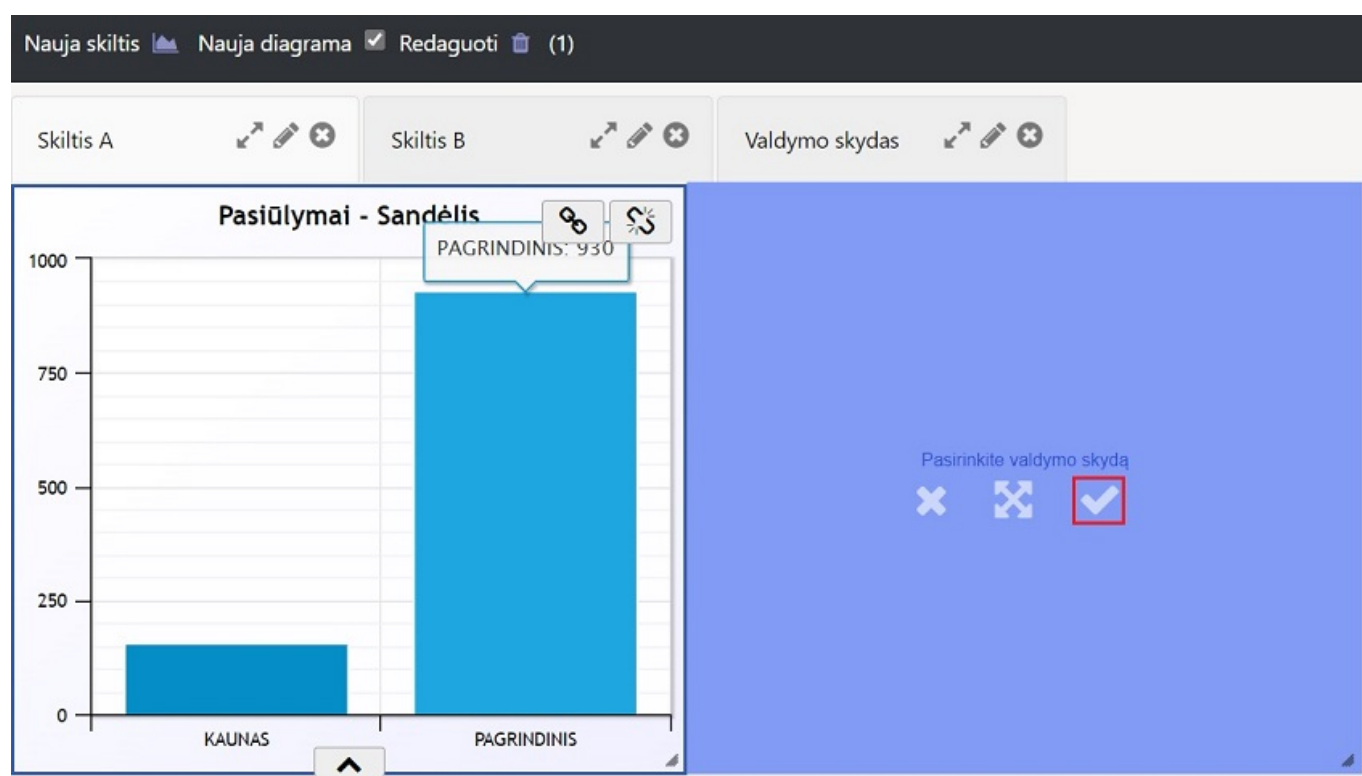 Nauja skiltis Nauja diagrama Redaguoti (1)
Skiltis A Skiltis B Valdymo skydas
Pasiūlymai - Sandėlis
PAGRINDINIS: 930
1000
750
500
250
0
KAUNAS PAGRINDINIS
Pasirinkite valdymo skydą